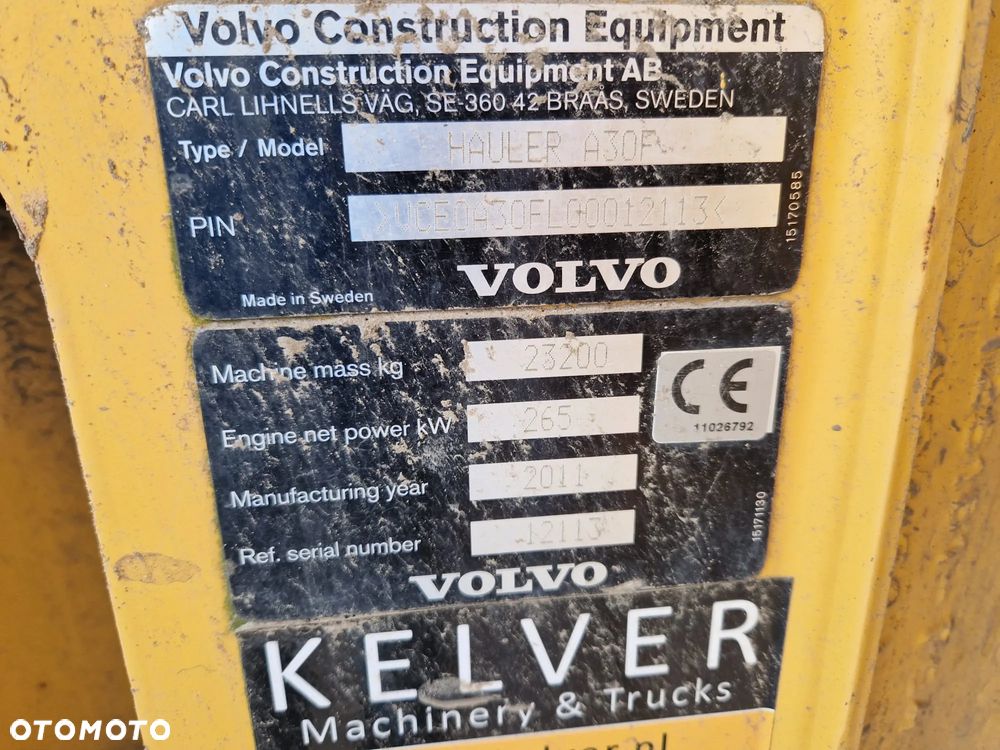 Volvo Construction Equipment
Volvo Construction Equipment AB
CARL LIHNELLS VÄG, SE-360 42 BRAAS, SWEDEN
Type / Model HAULER A30F
PIN >VCE0A30FL00012113<
15170585
VOLVO
Made in Sweden
Machine mass kg 23200
Engine net power kW 265
CE
11026792
Manufacturing year 2011
Ref. serial number 12113
15171130
VOLVO
KELVER
Machinery & Trucks
OTOMOTO